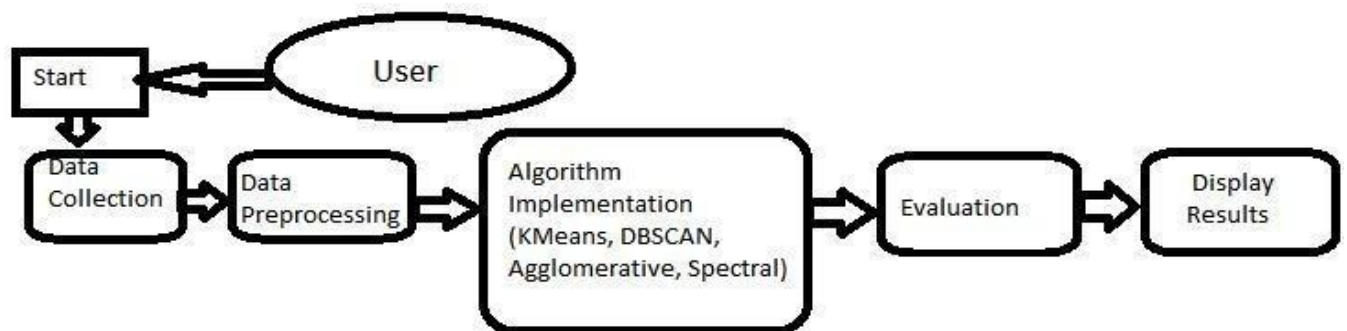 User
Start
Data
Collection
Data
Preprocessing
Algorithm
Implementation
(KMeans, DBSCAN,
Agglomerative, Spectral)
Evaluation
Display
Results